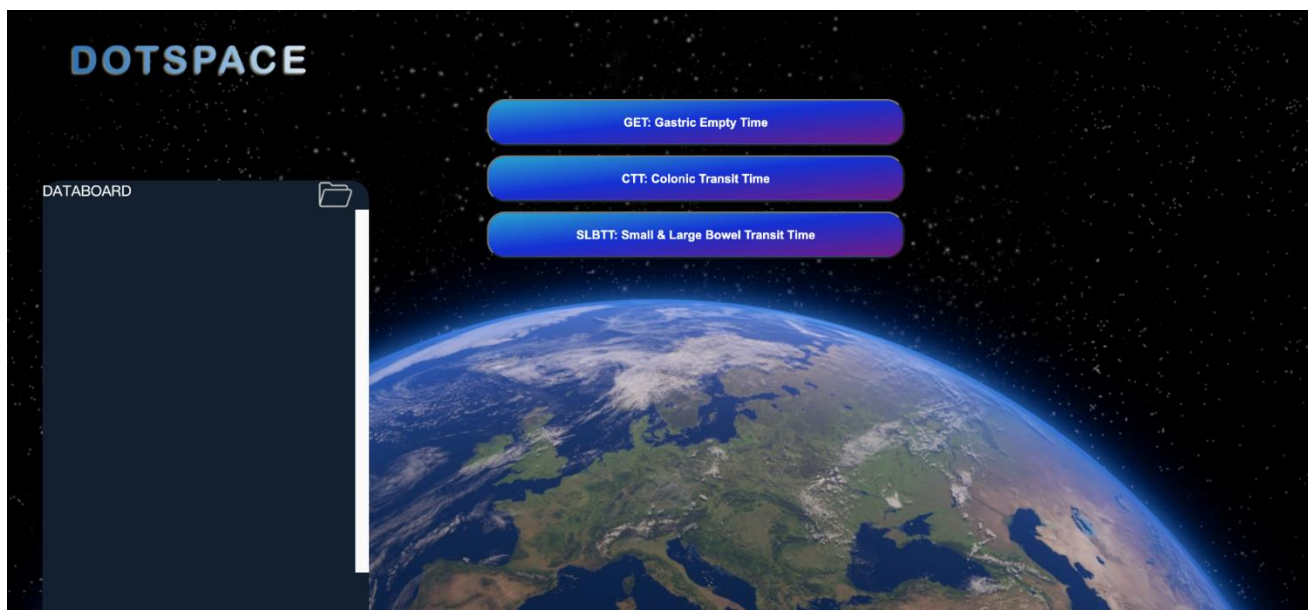 DOTSPACE
GET: Gastric Empty Time
CTT: Colonic Transit Time
DATABOARD
SLBTT: Small & Large Bowel Transit Time